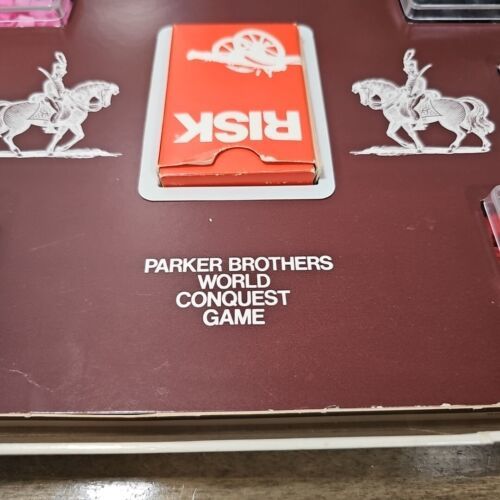 RISK
PARKER BROTHERS
WORLD
CONQUEST
GAME